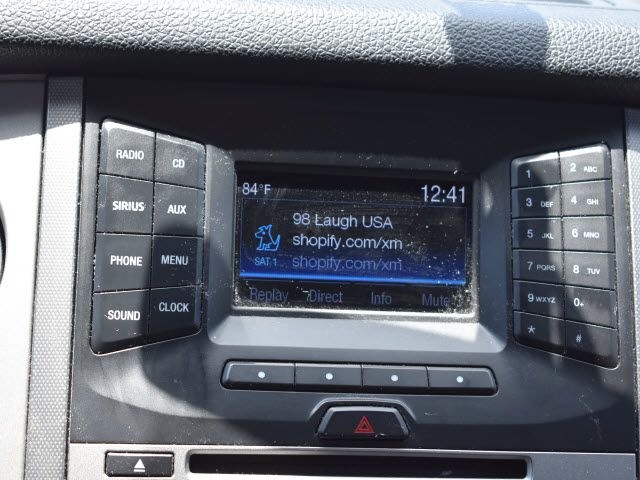 RADIO
CD
SIRIUS
AUX
PHONE
MENU
SOUND
CLOCK
84°F
12:41
98 Laugh USA
shopify.com/xm
SAT 1
shopify.com/xm
Replay Direct Info Mute
1
2 ABC
3 DEF
4 GHI
5 JKL
6 MNO
7 PQRS
8 TUV
9 WXYZ
0+
*
#